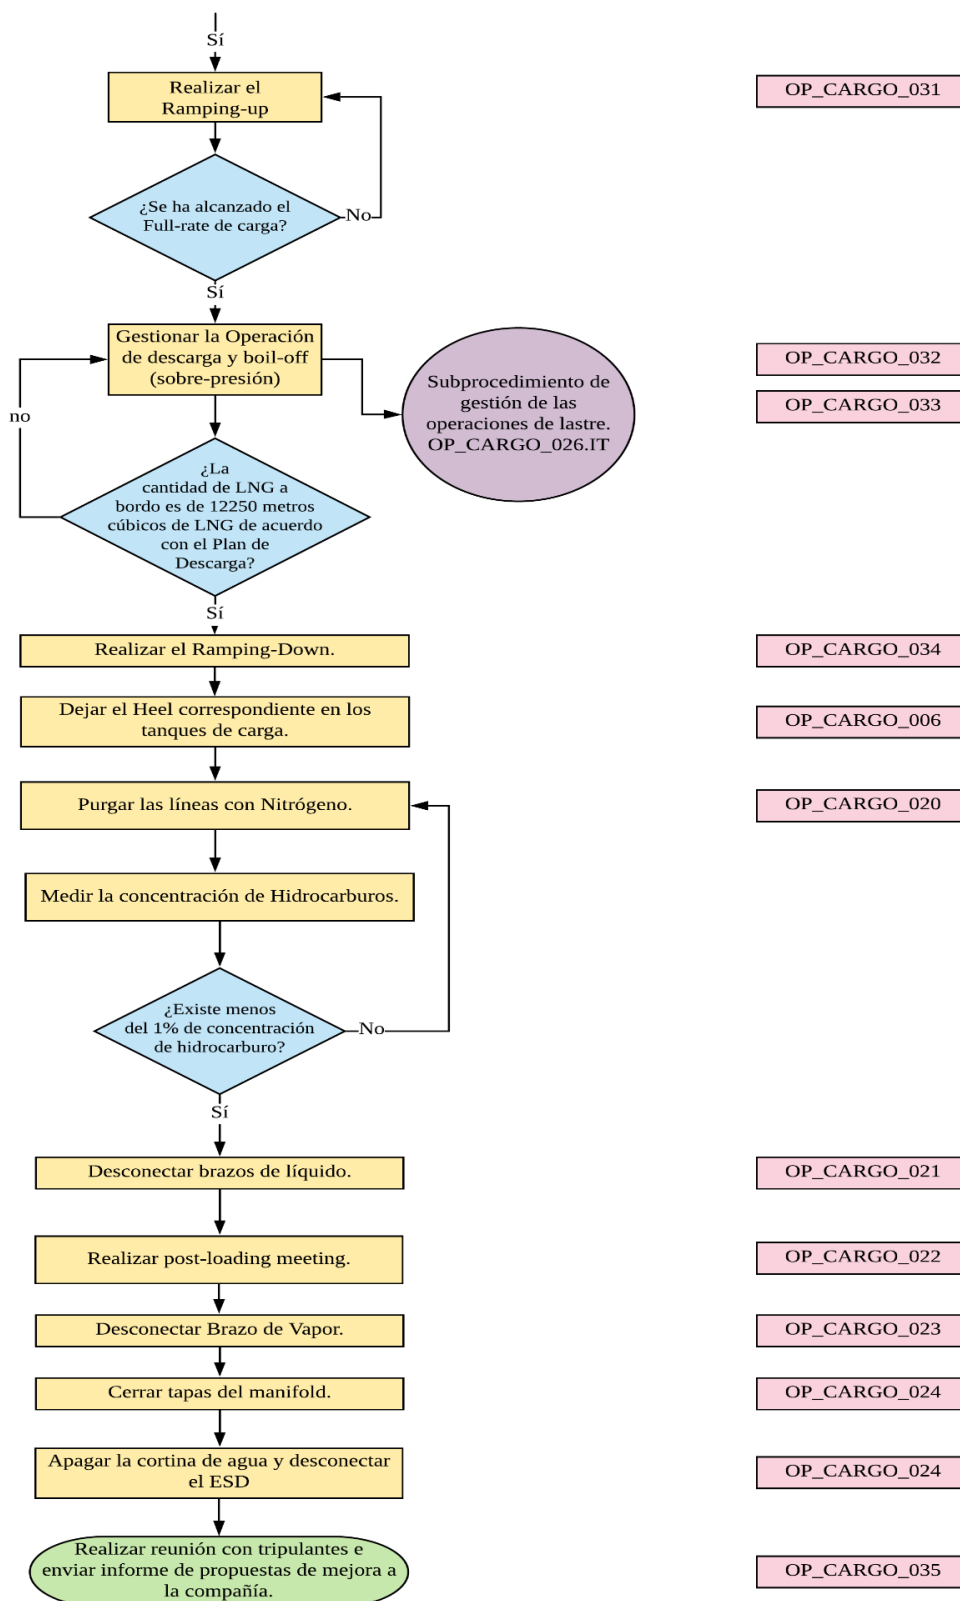 Sí
Realizar el
Ramping-up
OP_CARGO_031
¿Se ha alcanzado el
Full-rate de carga?
No
Sí
Gestionar la Operación
de descarga y boil-off
(sobre-presión)
OP_CARGO_032
Subprocedimiento de
gestión de las
operaciones de lastre.
OP_CARGO_026.IT
OP_CARGO_033
no
¿La
cantidad de LNG a
bordo es de 12250 metros
cúbicos de LNG de acuerdo
con el Plan de
Descarga?
Sí
Realizar el Ramping-Down.
OP_CARGO_034
Dejar el Heel correspondiente en los
tanques de carga.
OP_CARGO_006
Purgar las líneas con Nitrógeno.
OP_CARGO_020
Medir la concentración de Hidrocarburos.
¿Existe menos
del 1% de concentración
de hidrocarburo?
No
Sí
Desconectar brazos de líquido.
OP_CARGO_021
Realizar post-loading meeting.
OP_CARGO_022
Desconectar Brazo de Vapor.
OP_CARGO_023
Cerrar tapas del manifold.
OP_CARGO_024
Apagar la cortina de agua y desconectar
el ESD
OP_CARGO_024
Realizar reunión con tripulantes e
enviar informe de propuestas de mejora a
la compañía.
OP_CARGO_035